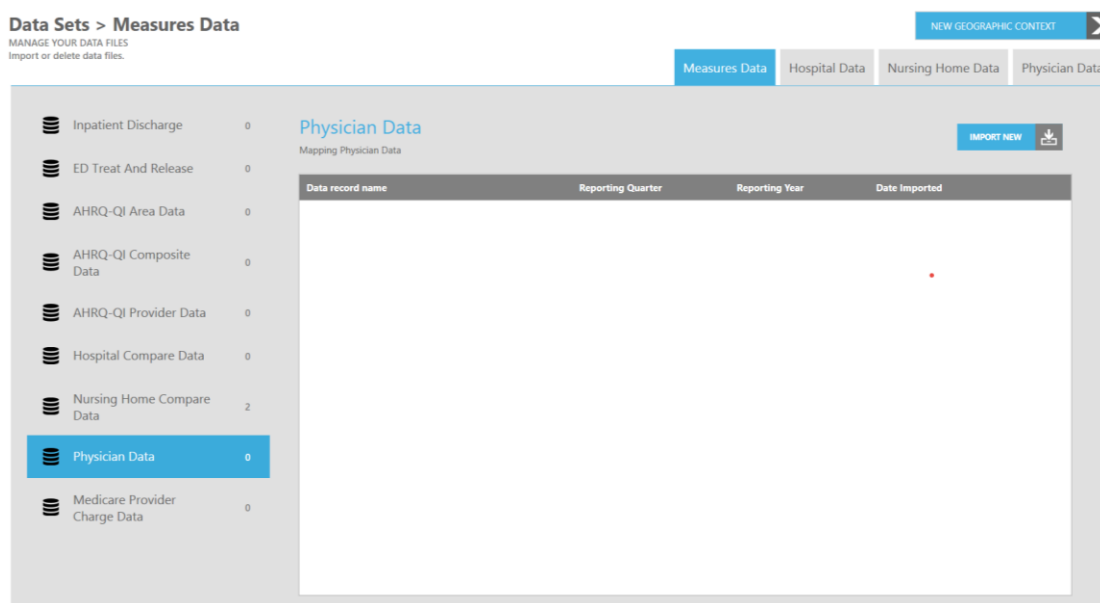 Data Sets > Measures Data
MANAGE YOUR DATA FILES
Import or delete data files.
NEW GEOGRAPHIC CONTEXT
Measures Data
Hospital Data
Nursing Home Data
Physician Data
Inpatient Discharge 0
ED Treat And Release 0
AHRQ-QI Area Data 0
AHRQ-QI Composite
Data 0
AHRQ-QI Provider Data 0
Hospital Compare Data 0
Nursing Home Compare
Data 2
Physician Data 0
Medicare Provider
Charge Data 0
Physician Data
Mapping Physician Data
IMPORT NEW
Data record name Reporting Quarter Reporting Year Date Imported